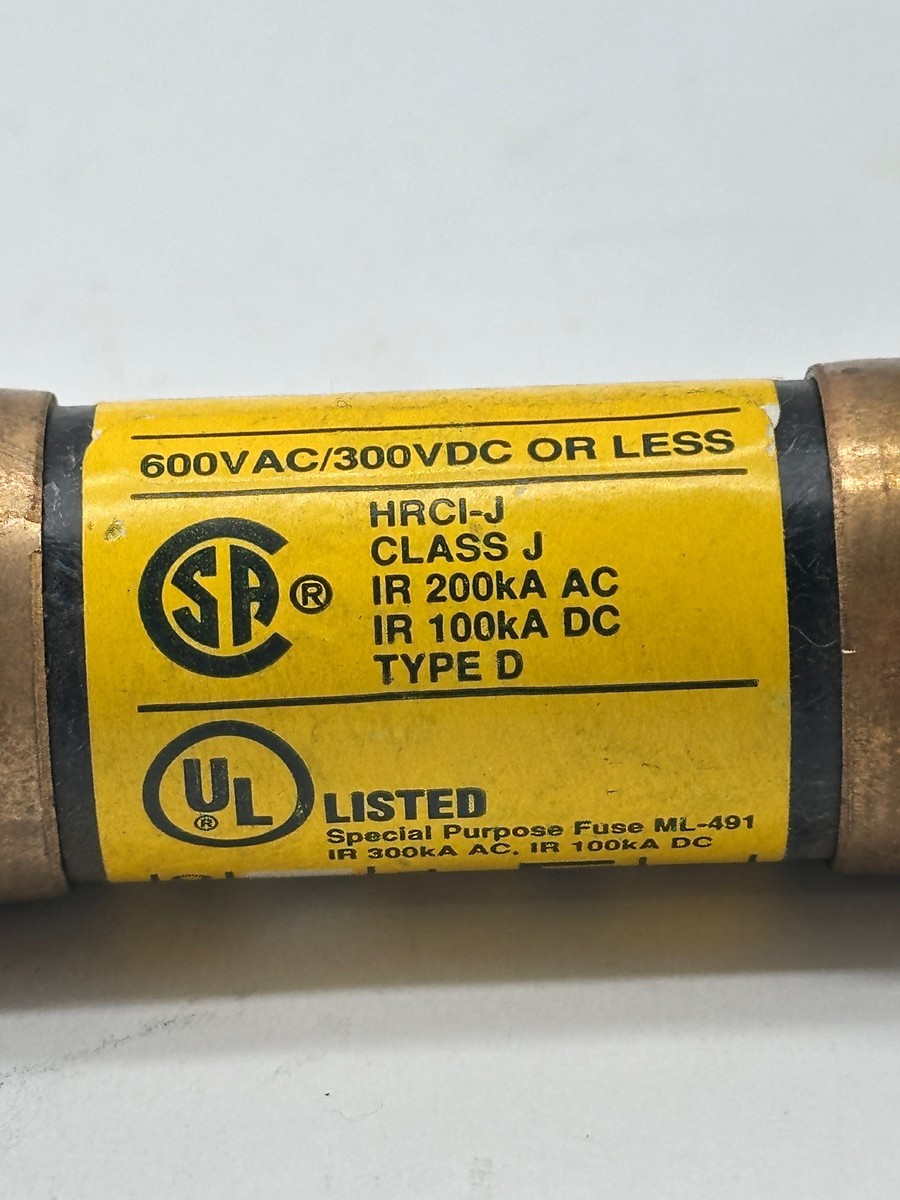 600VAC/300VDC OR LESS
HRCI-J
CLASS J
IR 200kA AC
IR 100kA DC
TYPE D
CSA ®
UL ® LISTED
Special Purpose Fuse ML-491
IR 300kA AC, IR 100kA DC